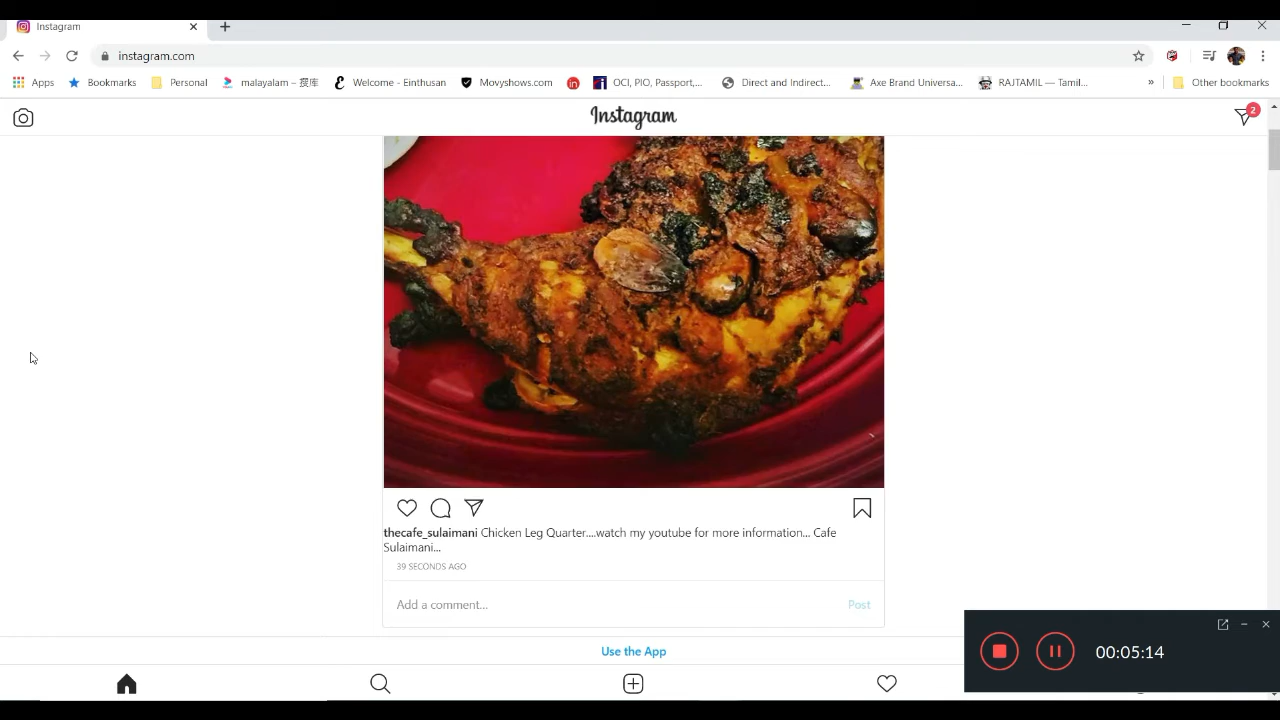 Instagram
instagram.com
Apps
Bookmarks
Personal
malayalam – 搜库
Welcome - Einthusan
Movyshows.com
in
OCI, PIO, Passport,...
Direct and Indirect...
Axe Brand Universa...
RAJTAMIL — Tamil...
»
Other bookmarks
Instagram
2
thecafe_sulaimani Chicken Leg Quarter....watch my youtube for more information... Cafe
Sulaimani...
39 SECONDS AGO
Add a comment...
Post
Use the App
00:05:14